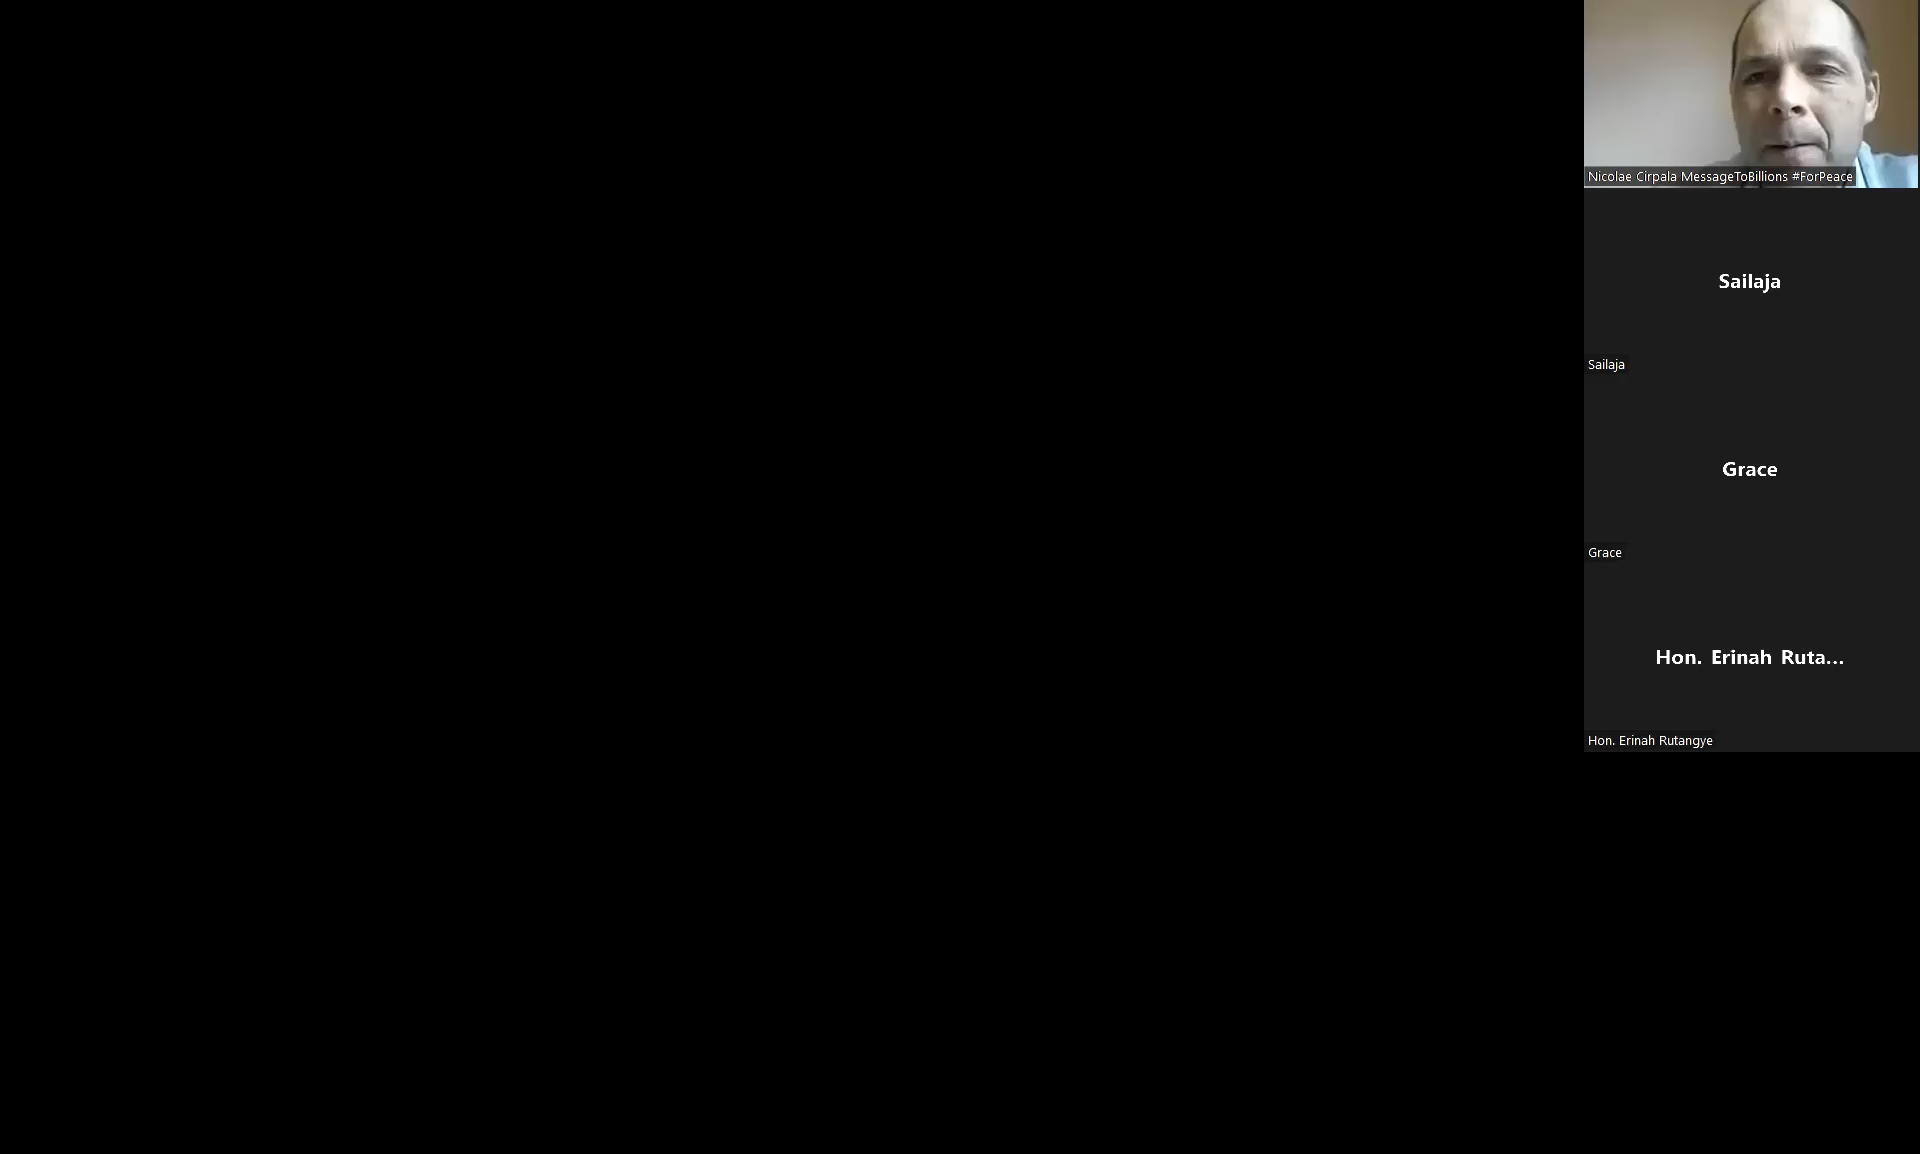 Nicolae Cirpala MessageToBillions #ForPeace
Sailaja
Sailaja
Grace
Grace
Hon. Erinah Ruta...
Hon. Erinah Rutangye